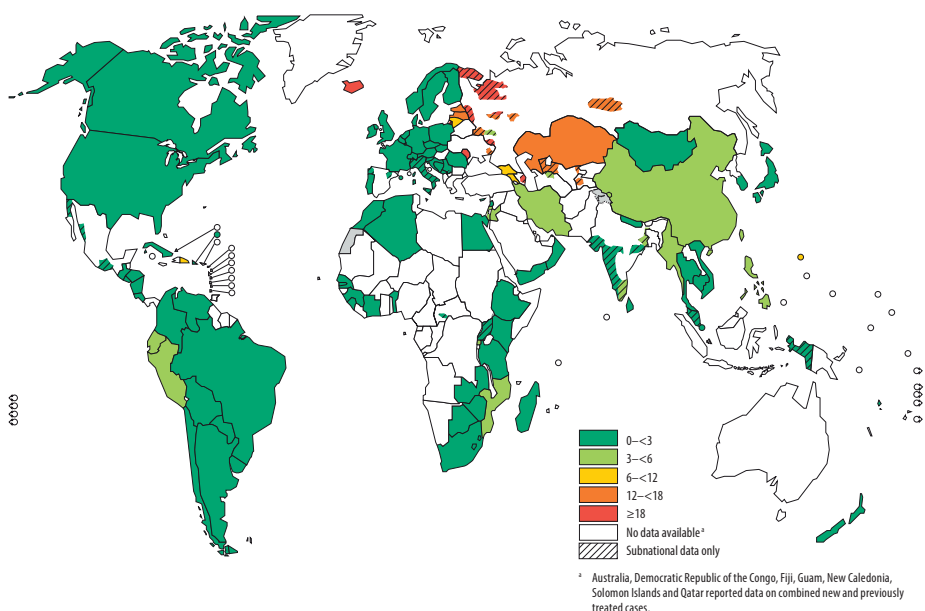 0–<3
3–<6
6–<12
12–<18
≥18
No data available ᵃ
Subnational data only
ᵃ Australia, Democratic Republic of the Congo, Fiji, Guam, New Caledonia,
Solomon Islands and Qatar reported data on combined new and previously
treated cases.